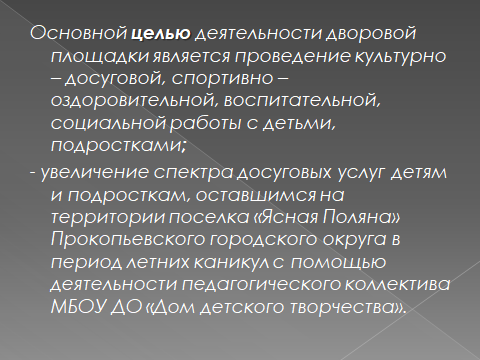 Основной целью деятельности дворовой
площадки является проведение культурно
– досуговой, спортивно –
оздоровительной, воспитательной,
социальной работы с детьми,
подростками;
- увеличение спектра досуговых услуг детям
и подросткам, оставшимся на
территории поселка «Ясная Поляна»
Прокопьевского городского округа в
период летних каникул с помощью
деятельности педагогического коллектива
МБОУ ДО «Дом детского творчества».